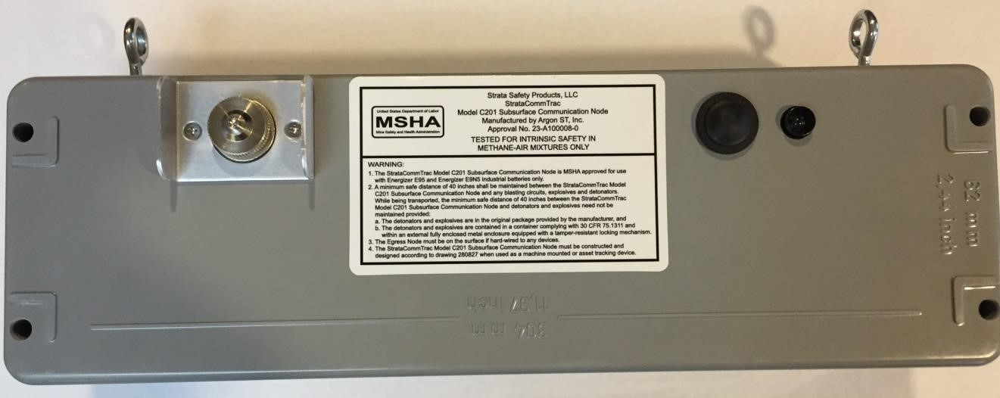 United States Department of Labor
MSHA
Mine Safety and Health Administration
Strata Safety Products, LLC
StrataCommTrac
Model C201 Subsurface Communication Node
Manufactured by Argon ST, Inc.
Approval No. 23-A100008-0
TESTED FOR INTRINSIC SAFETY IN
METHANE-AIR MIXTURES ONLY
WARNING:
1. The StrataCommTrac Model C201 Subsurface Communication Node is MSHA approved for use
with Energizer E95 and Energizer E9N5 Industrial batteries only.
2. A minimum safe distance of 40 inches shall be maintained between the StrataCommTrac Model
C201 Subsurface Communication Node and any blasting circuits, explosives and detonators.
While being transported, the minimum safe distance of 40 inches between the StrataCommTrac
Model C201 Subsurface Communication Node and detonators and explosives need not be
maintained provided:
a. The detonators and explosives are in the original package provided by the manufacturer, and
b. The detonators and explosives are contained in a container complying with 30 CFR 75.1311 and
within an external fully enclosed metal enclosure equipped with a tamper-resistant locking mechanism.
3. The Egress Node must be on the surface if hard-wired to any devices.
4. The StrataCommTrac Model C201 Subsurface Communication Node must be constructed and
designed according to drawing 280827 when used as a machine mounted or asset tracking device.
62 mm
2,44 inch
304 mm
11,97 inch